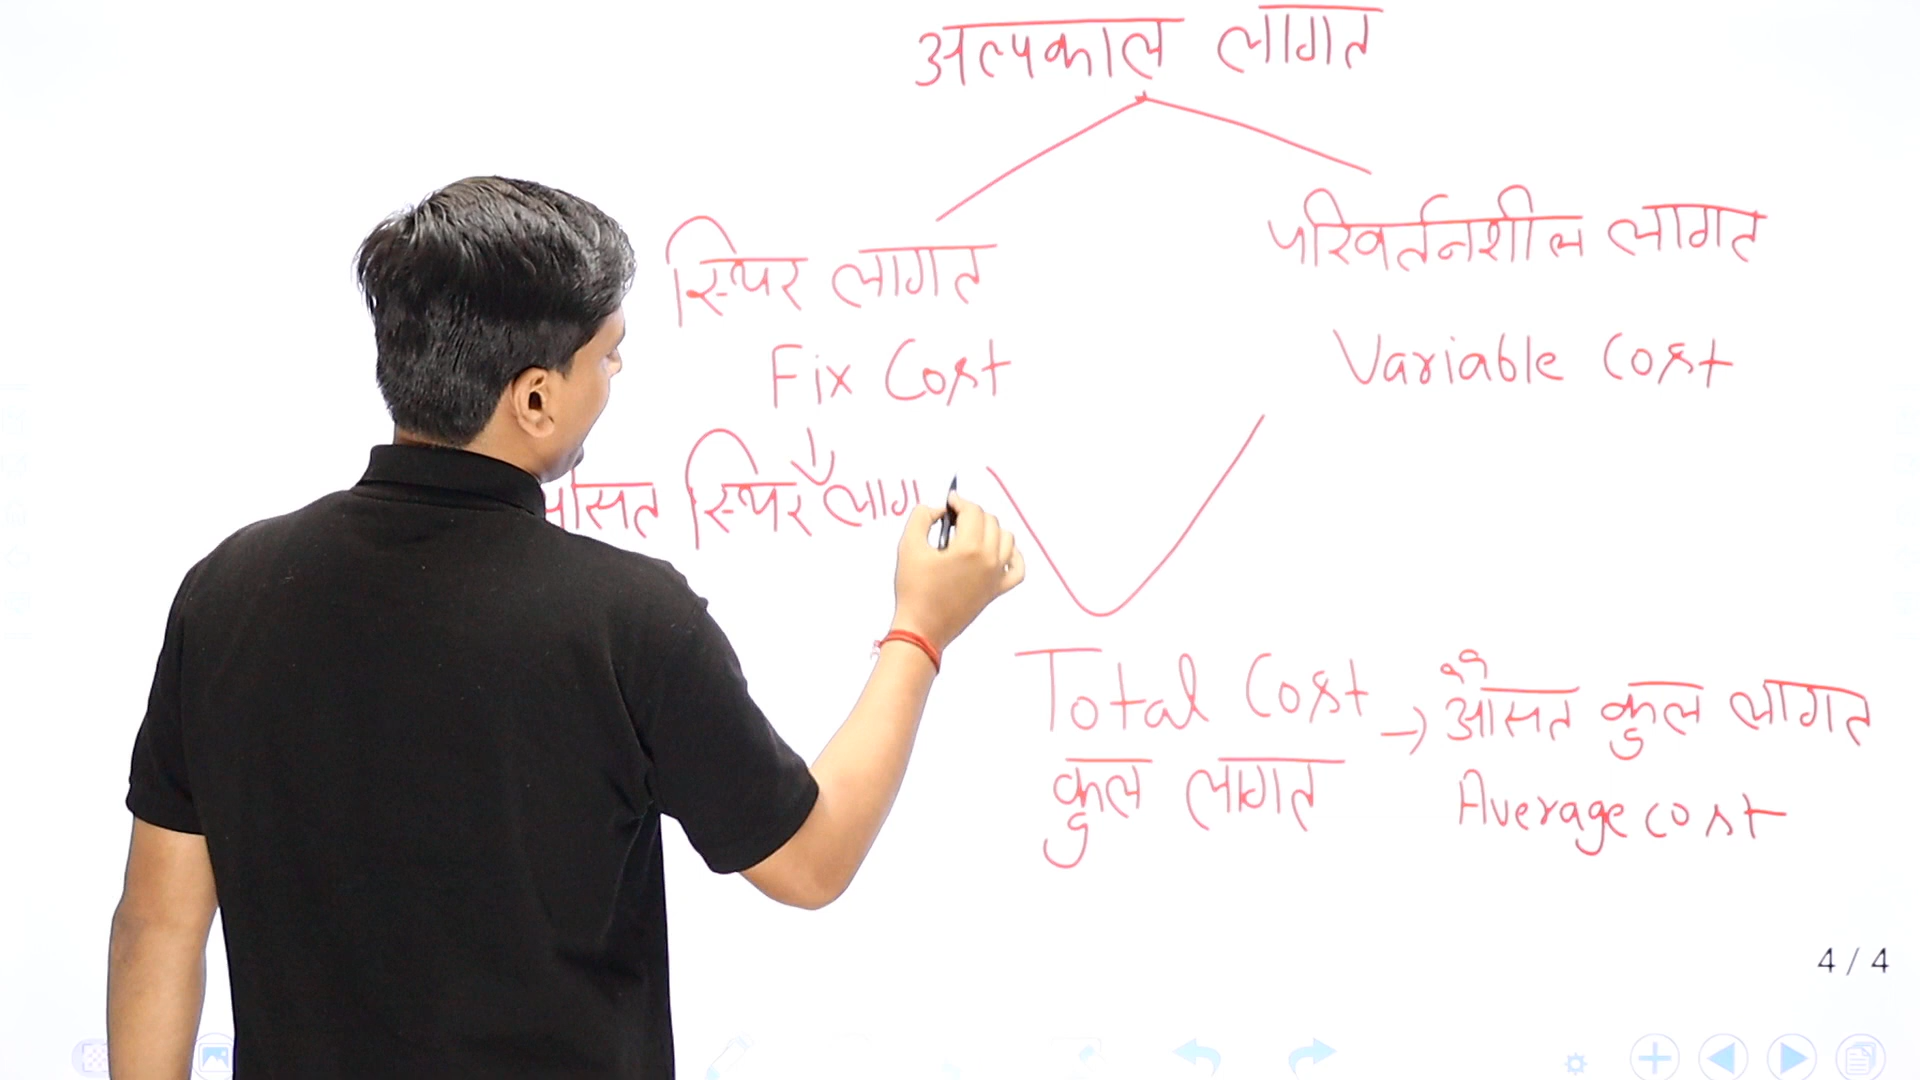 अल्पकाल लागत
स्थिर लागत
परिवर्तनशील लागत
Fix Cost
Variable Cost
औसत स्थिर लाग
Total Cost → औसत कुल लागत
कुल लागत
Average cost
4 / 4